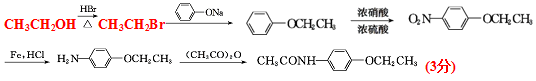 CH₃CH₂OH HBr △ CH₃CH₂Br ONa OCH₂CH₃ 浓硝酸 浓硫酸 O₂N OCH₂CH₃
Fe,HCl H₂N OCH₂CH₃ (CH₃CO)₂O CH₃CONH OCH₂CH₃ (3分)